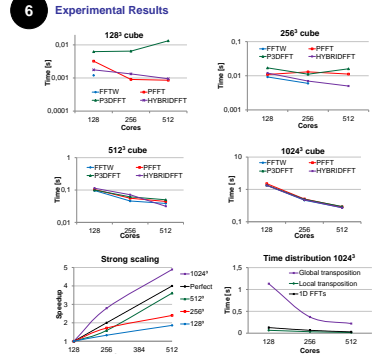 6
Experimental Results
128³ cube
0,01
0,001
0,0001
Time [s]
FFTW
PFFT
P3DFFT
HYBRIDFFT
128
256
512
Cores
256³ cube
0,1
0,01
0,001
Time [s]
FFTW
PFFT
P3DFFT
HYBRIDFFT
128
256
512
Cores
512³ cube
1
0,1
0,01
Time [s]
FFTW
PFFT
P3DFFT
HYBRIDFFT
128
256
512
Cores
1024³ cube
10
1
0,1
Time [s]
FFTW
PFFT
P3DFFT
HYBRIDFFT
128
256
512
Cores
Strong scaling
5
4
3
2
1
Speedup
1024³
Perfect
512³
256³
128³
128
256
384
512
Cores
Time distribution 1024³
1,5
1
0,5
0
Time [s]
Global transposition
Local transposition
1D FFTs
128
256
512
Cores